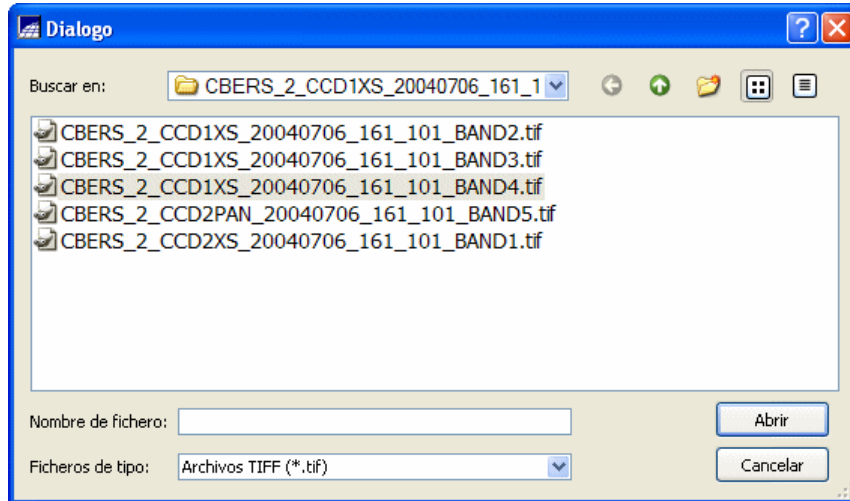 Dialogo
Buscar en: CBERS_2_CCD1XS_20040706_161_1
CBERS_2_CCD1XS_20040706_161_101_BAND2.tif
CBERS_2_CCD1XS_20040706_161_101_BAND3.tif
CBERS_2_CCD1XS_20040706_161_101_BAND4.tif
CBERS_2_CCD2PAN_20040706_161_101_BAND5.tif
CBERS_2_CCD2XS_20040706_161_101_BAND1.tif
Nombre de fichero: Abrir
Ficheros de tipo: Archivos TIFF (*.tif) Cancelar